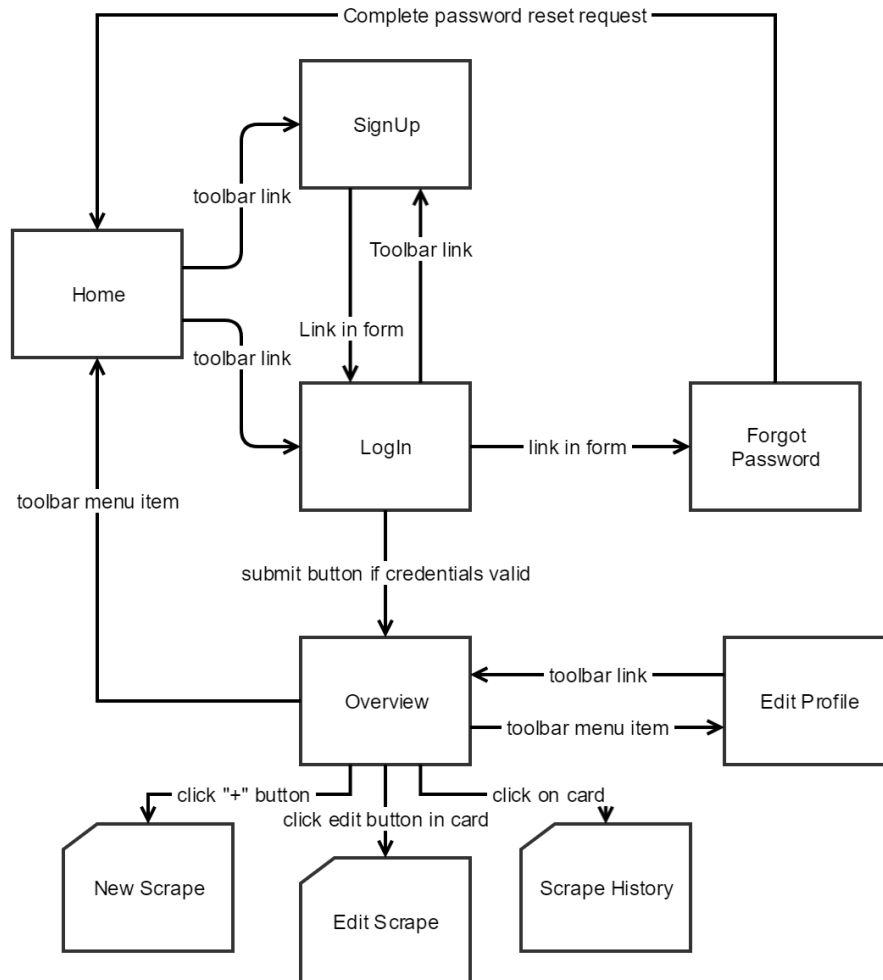 Complete password reset request
SignUp
toolbar link
Toolbar link
Home
Link in form
toolbar link
LogIn
link in form
Forgot
Password
toolbar menu item
submit button if credentials valid
Overview
toolbar link
toolbar menu item
Edit Profile
click "+" button
click edit button in card
click on card
New Scrape
Edit Scrape
Scrape History